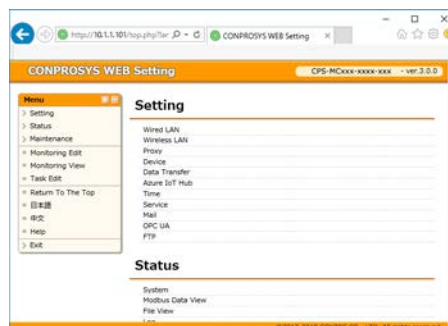 http://10.1.1.101/top.php?lar
CONPROSYS WEB Setting
CONPROSYS WEB Setting
CPS-MCxxx-xxxx-xxx - ver.3.0.0
Menu
Setting
Status
Maintenance
Monitoring Edit
Monitoring View
Task Edit
Return To The Top
日本語
中文
Help
Exit
Setting
Wired LAN
Wireless LAN
Proxy
Device
Data Transfer
Azure IoT Hub
Time
Service
Mail
OPC UA
FTP
Status
System
Modbus Data View
File View